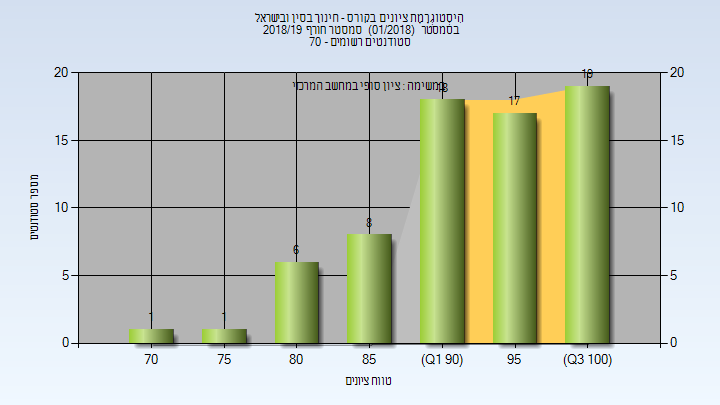 היסטוגרמת ציונים בקורס - חינוך בסין ובישראל
בסמסטר (01/2018) סמסטר חורף 2018/19
סטודנטים רשומים - 70
משימה : ציון סופי במחשב המרכזי
מספר סטודנטים
20
15
10
5
0
20
15
10
5
0
1
1
6
8
18
17
19
70
75
80
85
(Q1 90)
95
(Q3 100)
טווח ציונים